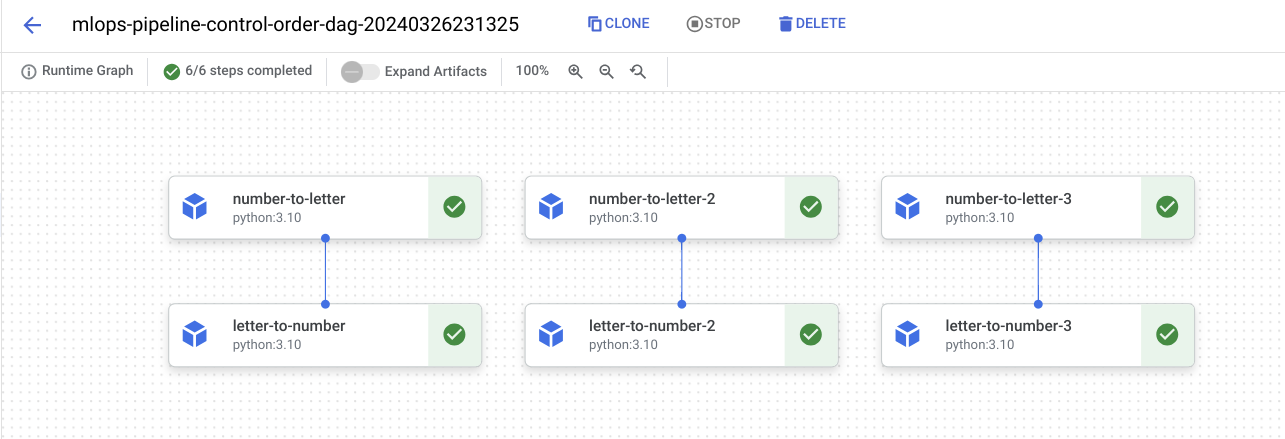 mlops-pipeline-control-order-dag-20240326231325 CLONE STOP DELETE
Runtime Graph 6/6 steps completed Expand Artifacts 100%
number-to-letter
python:3.10
number-to-letter-2
python:3.10
number-to-letter-3
python:3.10
letter-to-number
python:3.10
letter-to-number-2
python:3.10
letter-to-number-3
python:3.10